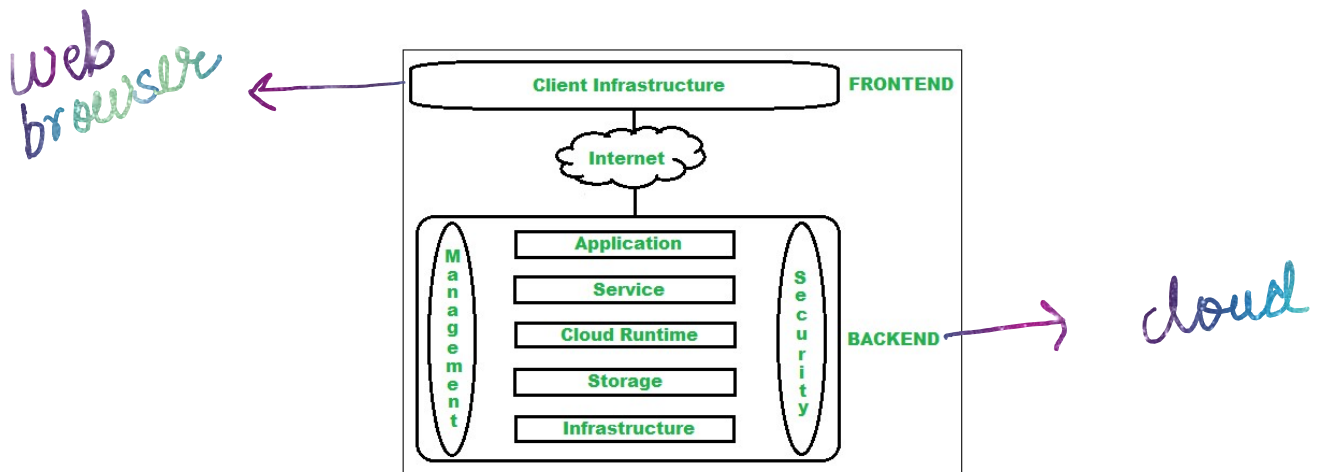 web
browser
Client Infrastructure
FRONTEND
Internet
Management
Application
Service
Cloud Runtime
Storage
Infrastructure
Security
BACKEND
cloud